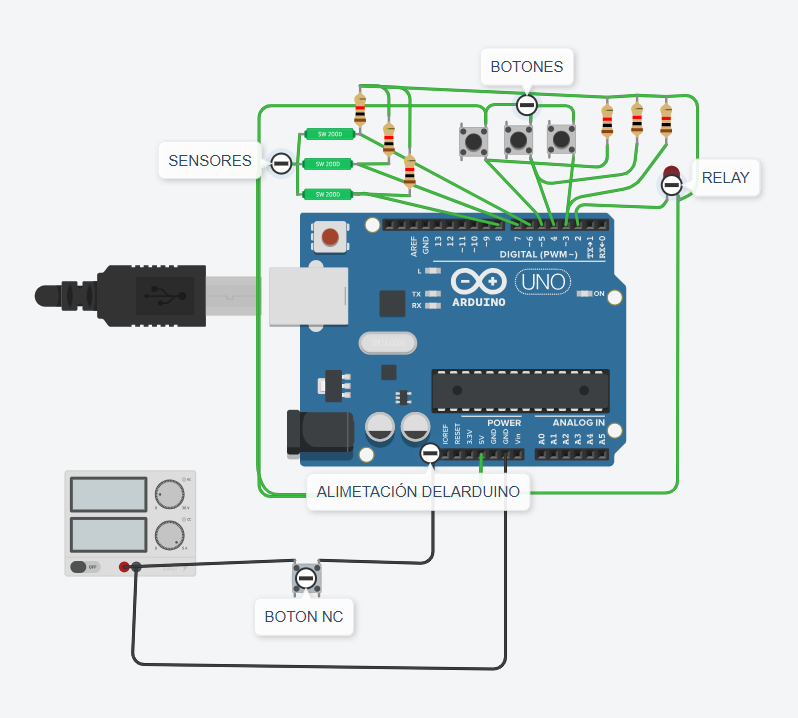 BOTONES
SENSORES
SW 200D
SW 200D
SW 200D
RELAY
AREF
GND
13
12
~11
~10
~9
8
7
~6
~5
4
~3
2
TX→1
RX←0
DIGITAL (PWM~)
L
TX
RX
ARDUINO
UNO
ON
POWER
ANALOG IN
IOREF
RESET
3.3V
5V
GND
GND
Vin
A0
A1
A2
A3
A4
A5
ALIMETACIÓN DELARDUINO
OFF
BOTON NC